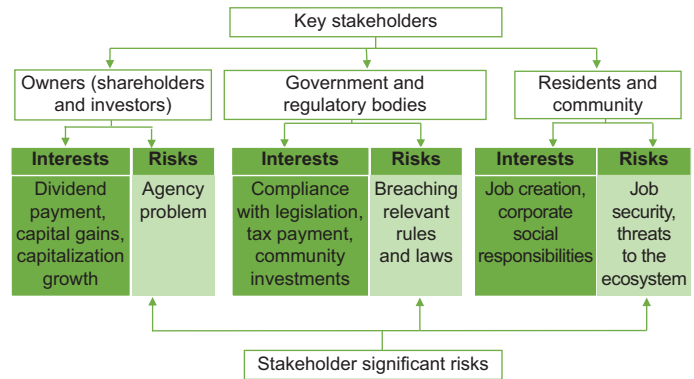 Key stakeholders
Owners (shareholders
and investors)
Government and
regulatory bodies
Residents and
community
Interests
Risks
Dividend
payment,
capital gains,
capitalization
growth
Agency
problem
Interests
Risks
Compliance
with legislation,
tax payment,
community
investments
Breaching
relevant
rules
and laws
Interests
Risks
Job creation,
corporate
social
responsibilities
Job
security,
threats
to the
ecosystem
Stakeholder significant risks